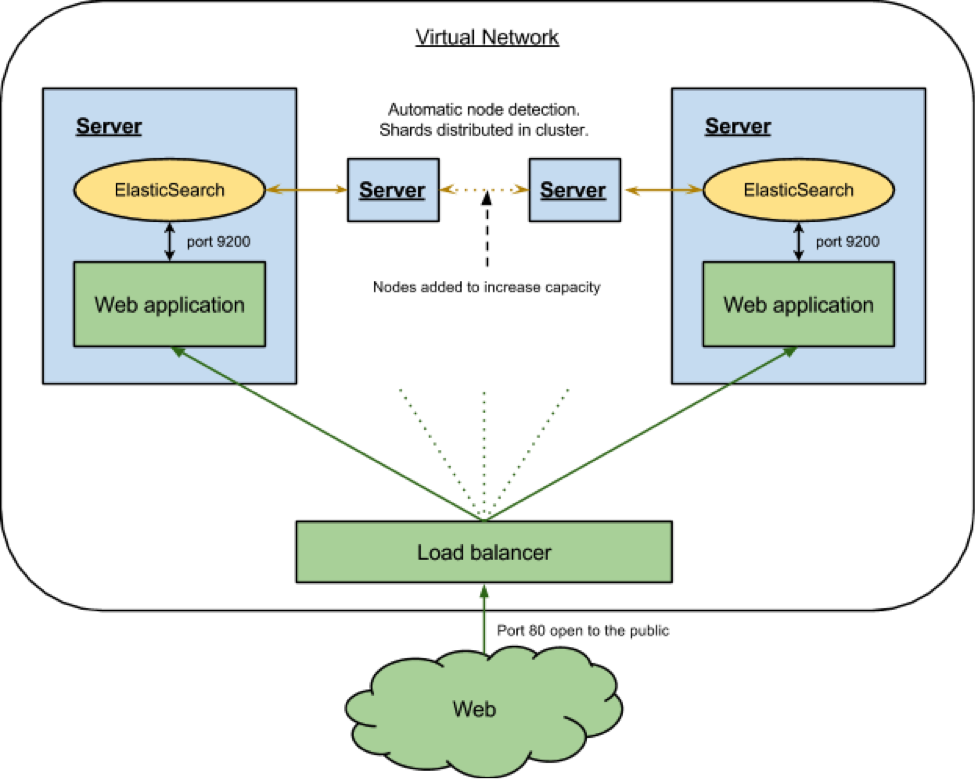 Virtual Network
Automatic node detection.
Shards distributed in cluster.
Server
ElasticSearch
port 9200
Web application
Server
Server
Nodes added to increase capacity
Server
ElasticSearch
port 9200
Web application
Load balancer
Port 80 open to the public
Web